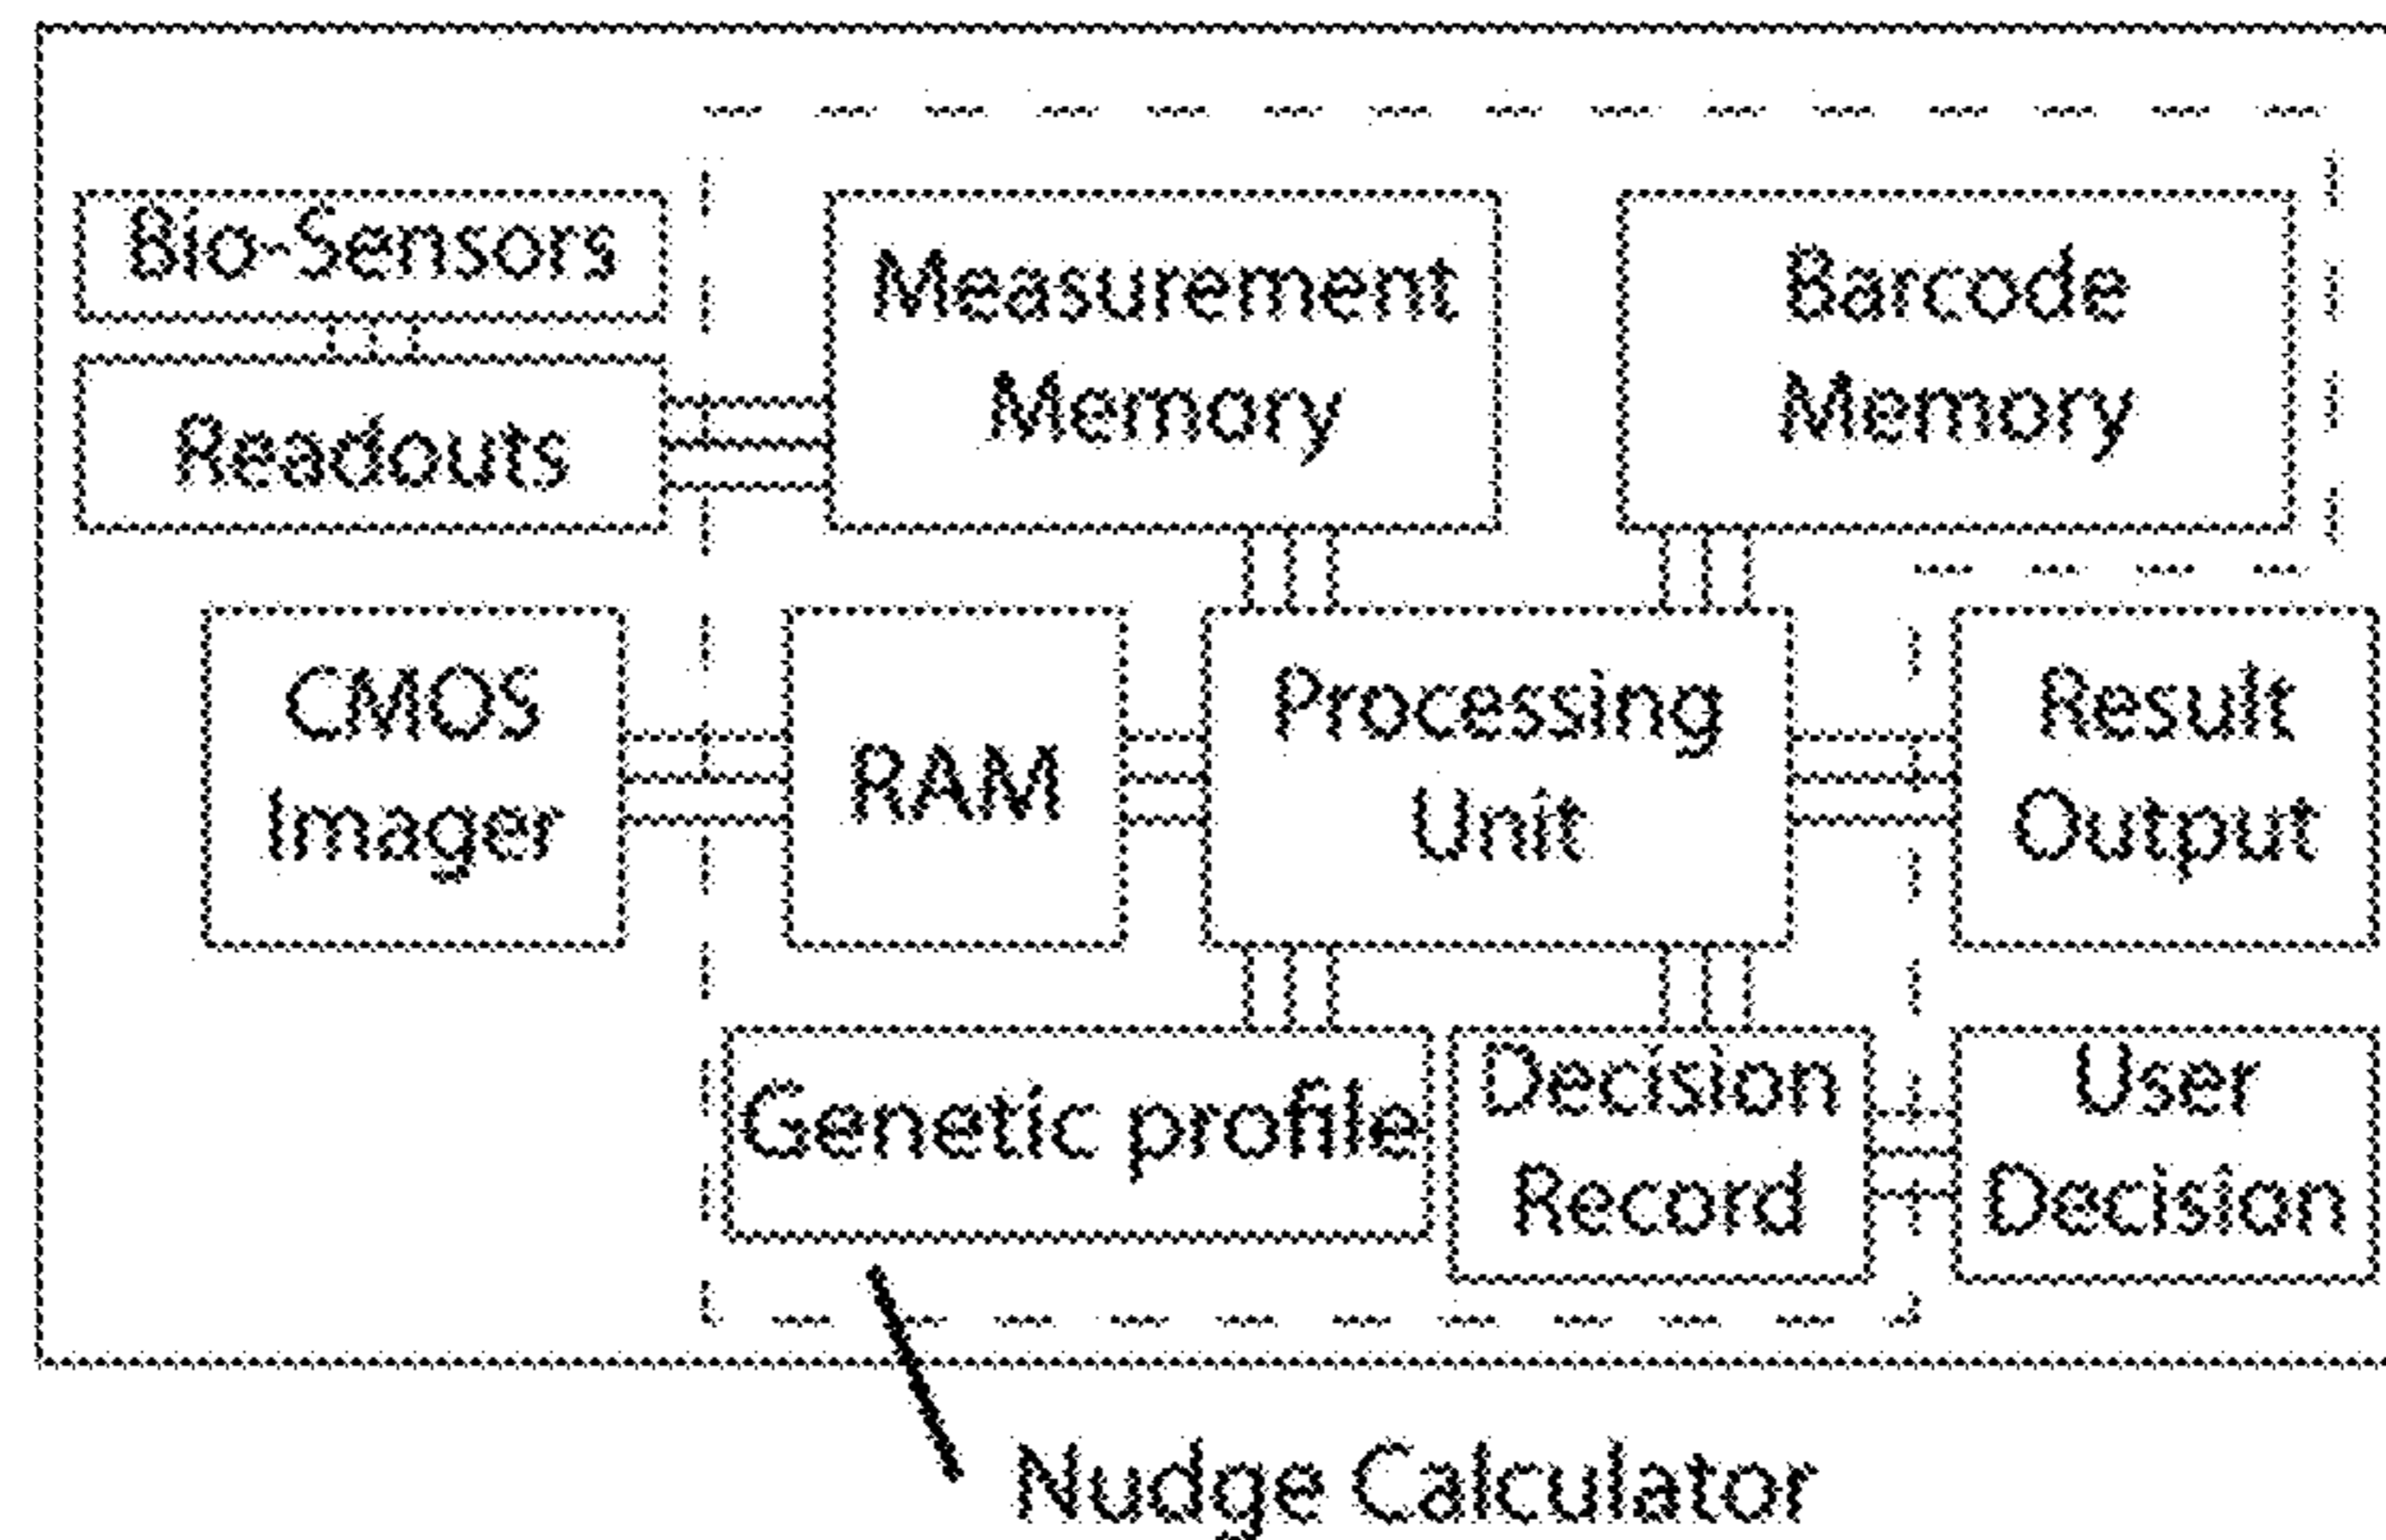 Bio-Sensors
Readouts
Measurement
Memory
Barcode
Memory
CMOS
Imager
RAM
Processing
Unit
Result
Output
Genetic profile
Decision
Record
User
Decision
Nudge Calculator